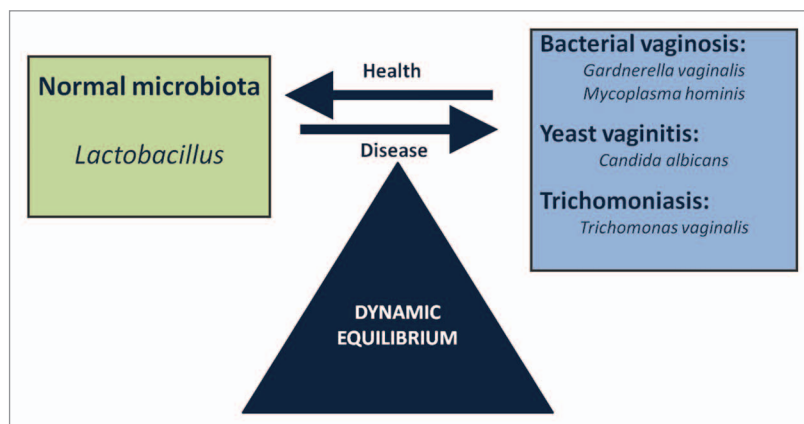 Normal microbiota
Lactobacillus
Health
Disease
Bacterial vaginosis:
Gardnerella vaginalis
Mycoplasma hominis
Yeast vaginitis:
Candida albicans
Trichomoniasis:
Trichomonas vaginalis
DYNAMIC
EQUILIBRIUM